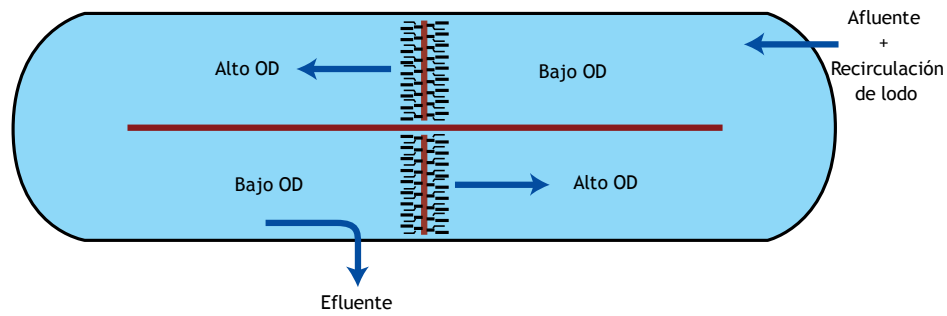 Afluente
+
Recirculación
de lodo
Alto OD
Bajo OD
Bajo OD
Alto OD
Efluente